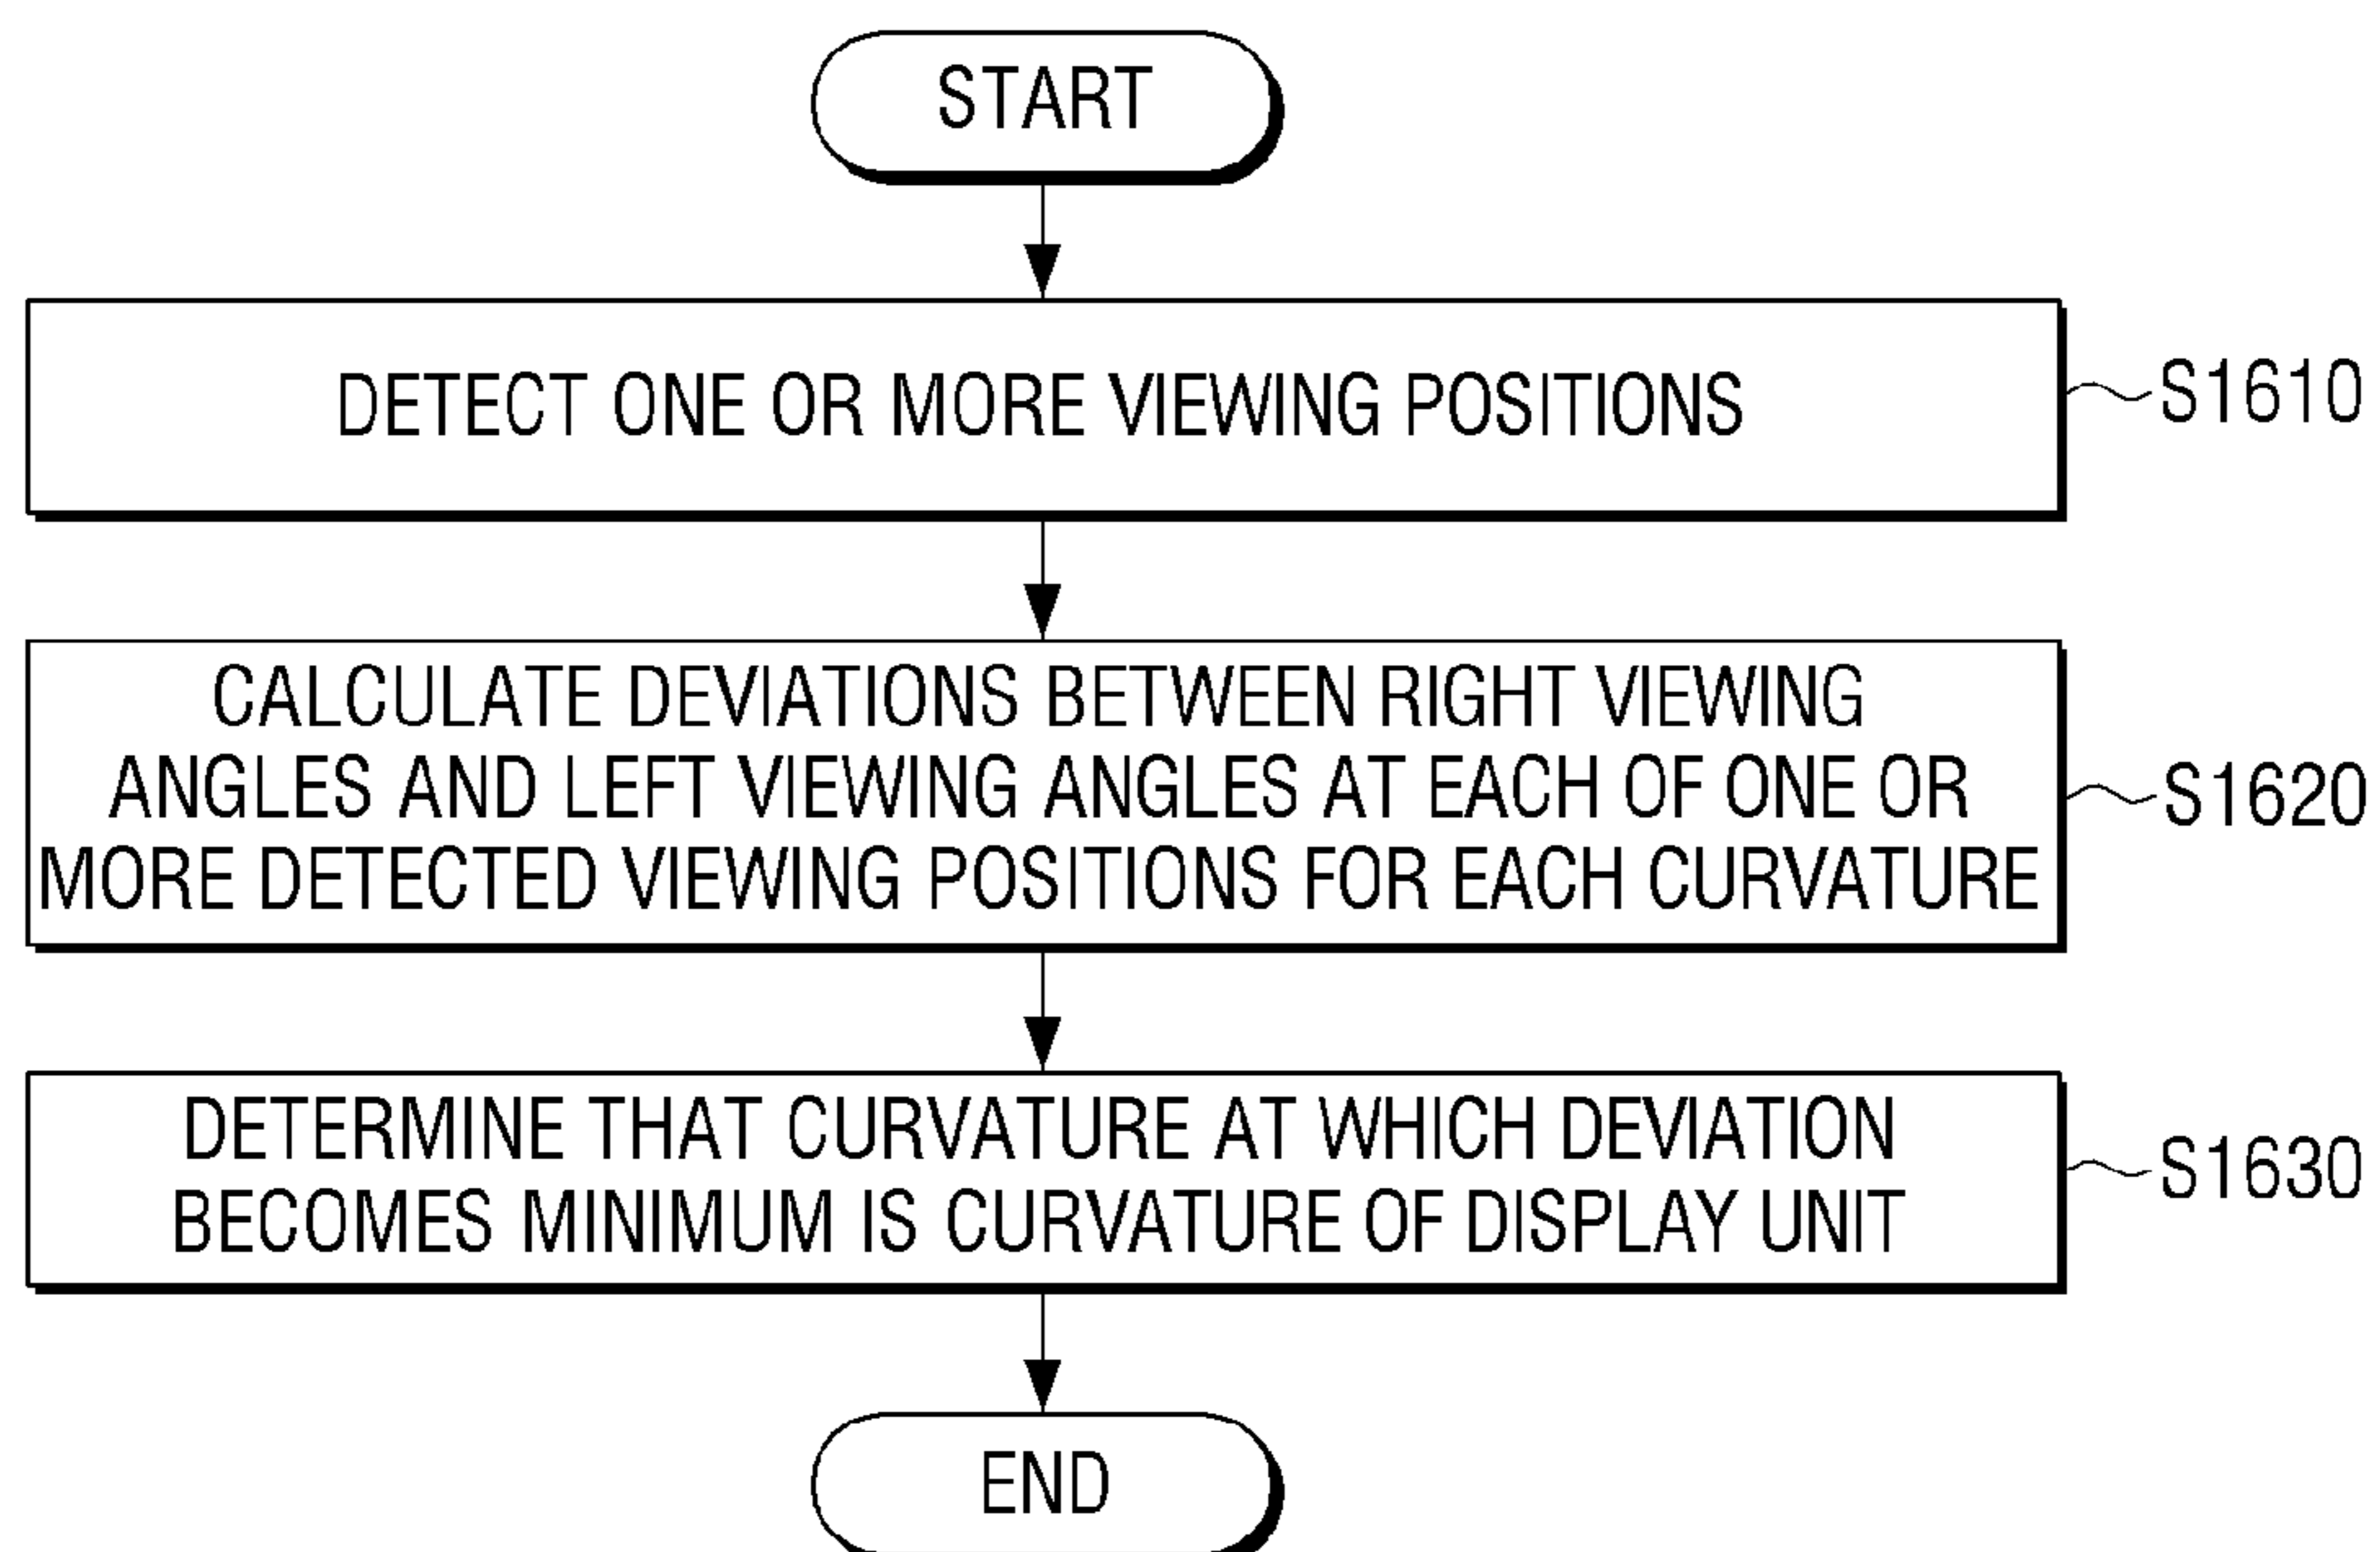 START
DETECT ONE OR MORE VIEWING POSITIONS
S1610
CALCULATE DEVIATIONS BETWEEN RIGHT VIEWING
ANGLES AND LEFT VIEWING ANGLES AT EACH OF ONE OR
MORE DETECTED VIEWING POSITIONS FOR EACH CURVATURE
S1620
DETERMINE THAT CURVATURE AT WHICH DEVIATION
BECOMES MINIMUM IS CURVATURE OF DISPLAY UNIT
S1630
END